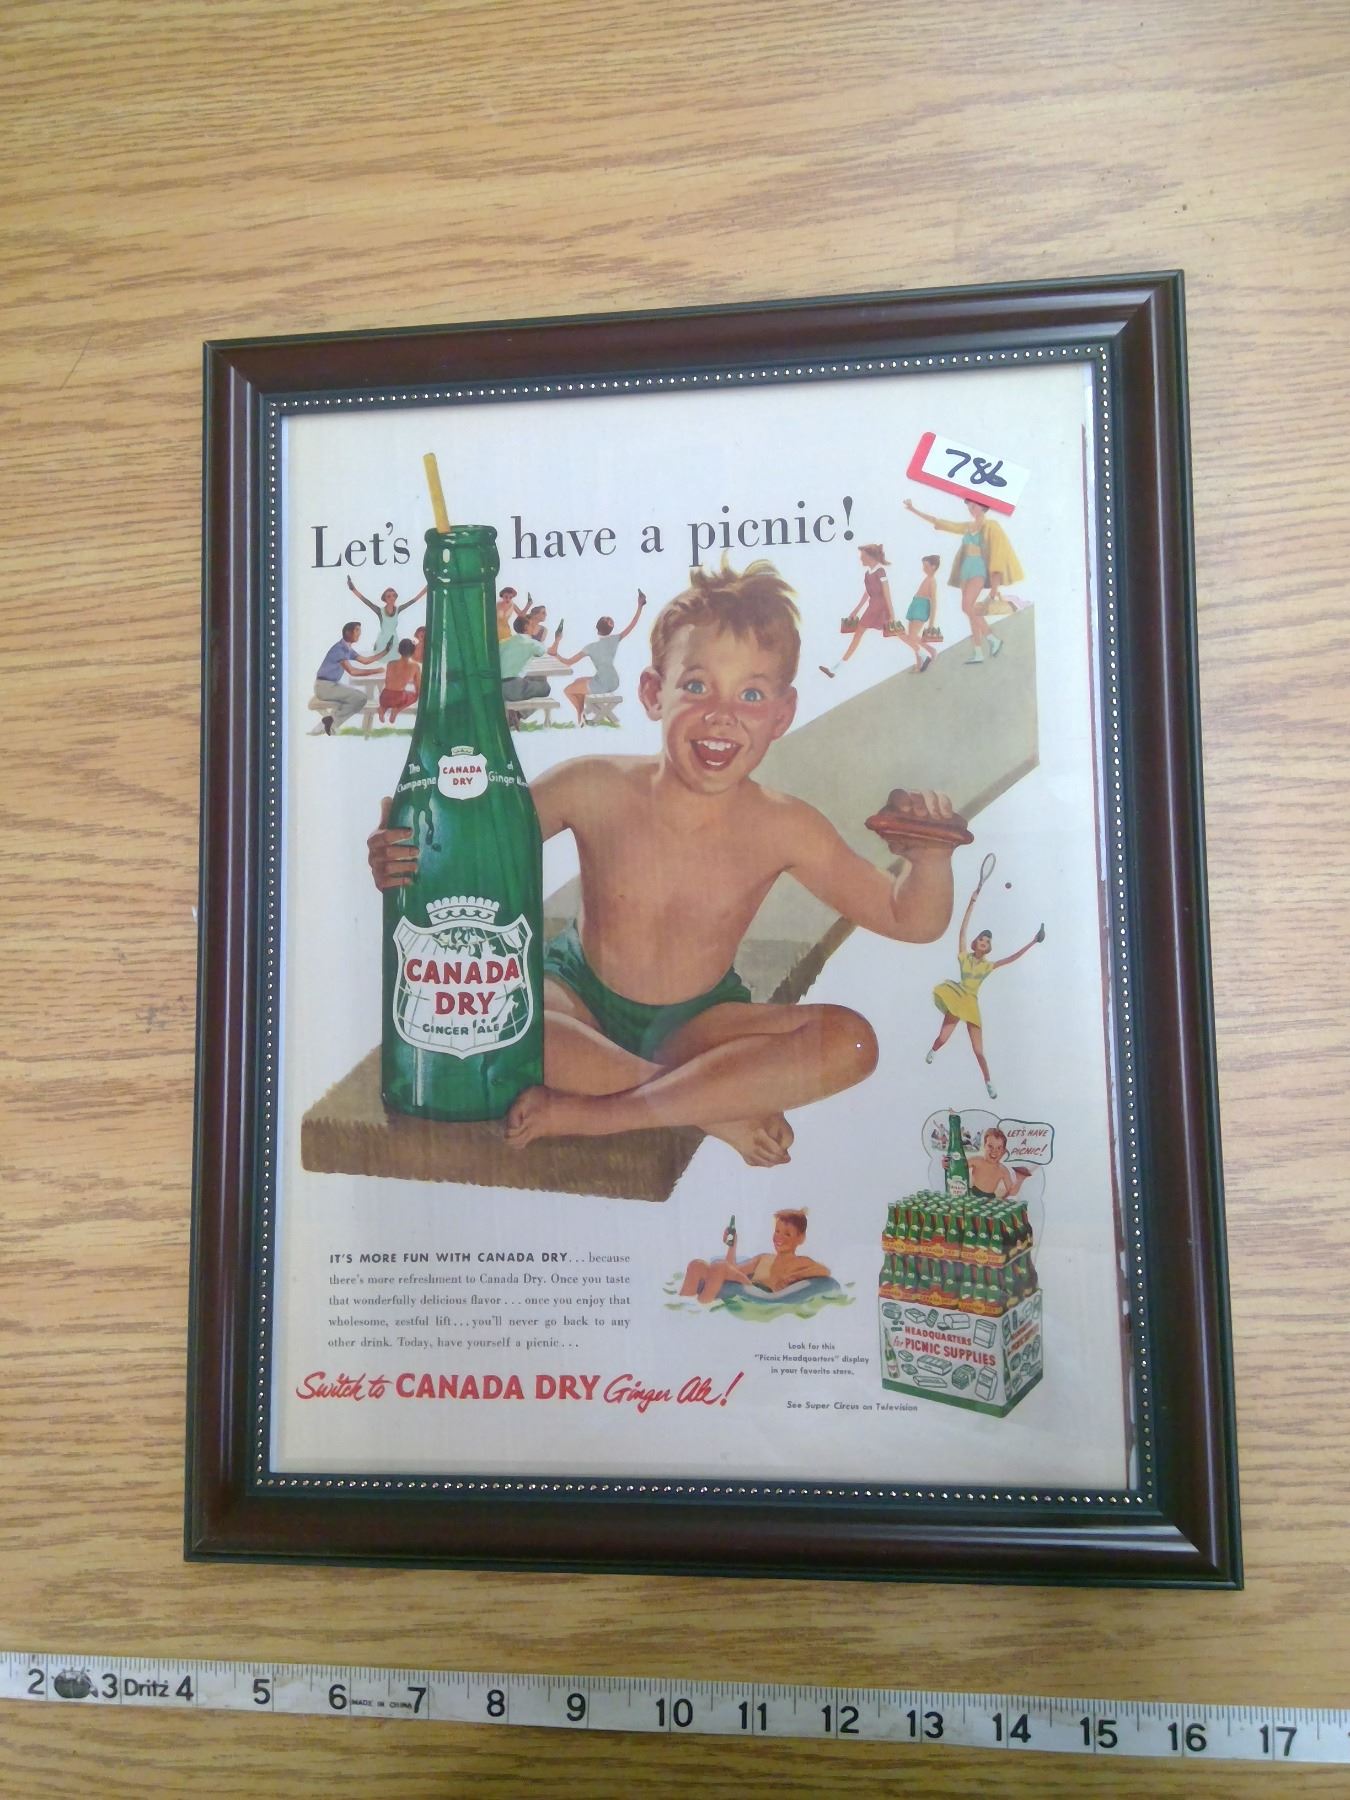 786
Let's have a picnic!
The Champagne of Ginger Ales
CANADA
DRY
CANADA
DRY
GINGER ALE
LET'S HAVE
A
PICNIC!
HEADQUARTERS
for PICNIC SUPPLIES
IT'S MORE FUN WITH CANADA DRY... because
there's more refreshment to Canada Dry. Once you taste
that wonderfully delicious flavor... once you enjoy that
wholesome, zestful lift... you'll never go back to any
other drink. Today, have yourself a picnic...
Switch to CANADA DRY Ginger Ale!
Look for this
"Picnic Headquarters" display
in your favorite store.
See Super Circus on Television
2 3 Dritz 4 5 6 MADE IN CHINA 7 8 9 10 11 12 13 14 15 16 17